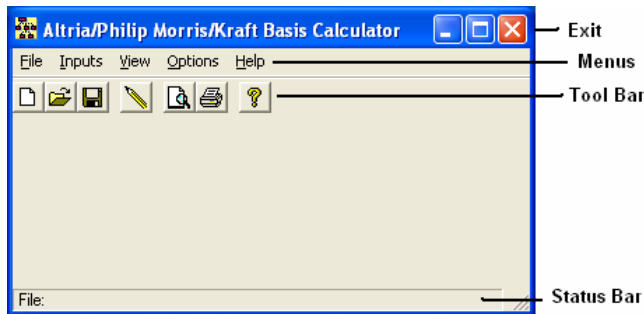 Altria/Philip Morris/Kraft Basis Calculator
Exit
File Inputs View Options Help
Menus
Tool Bar
File:
Status Bar